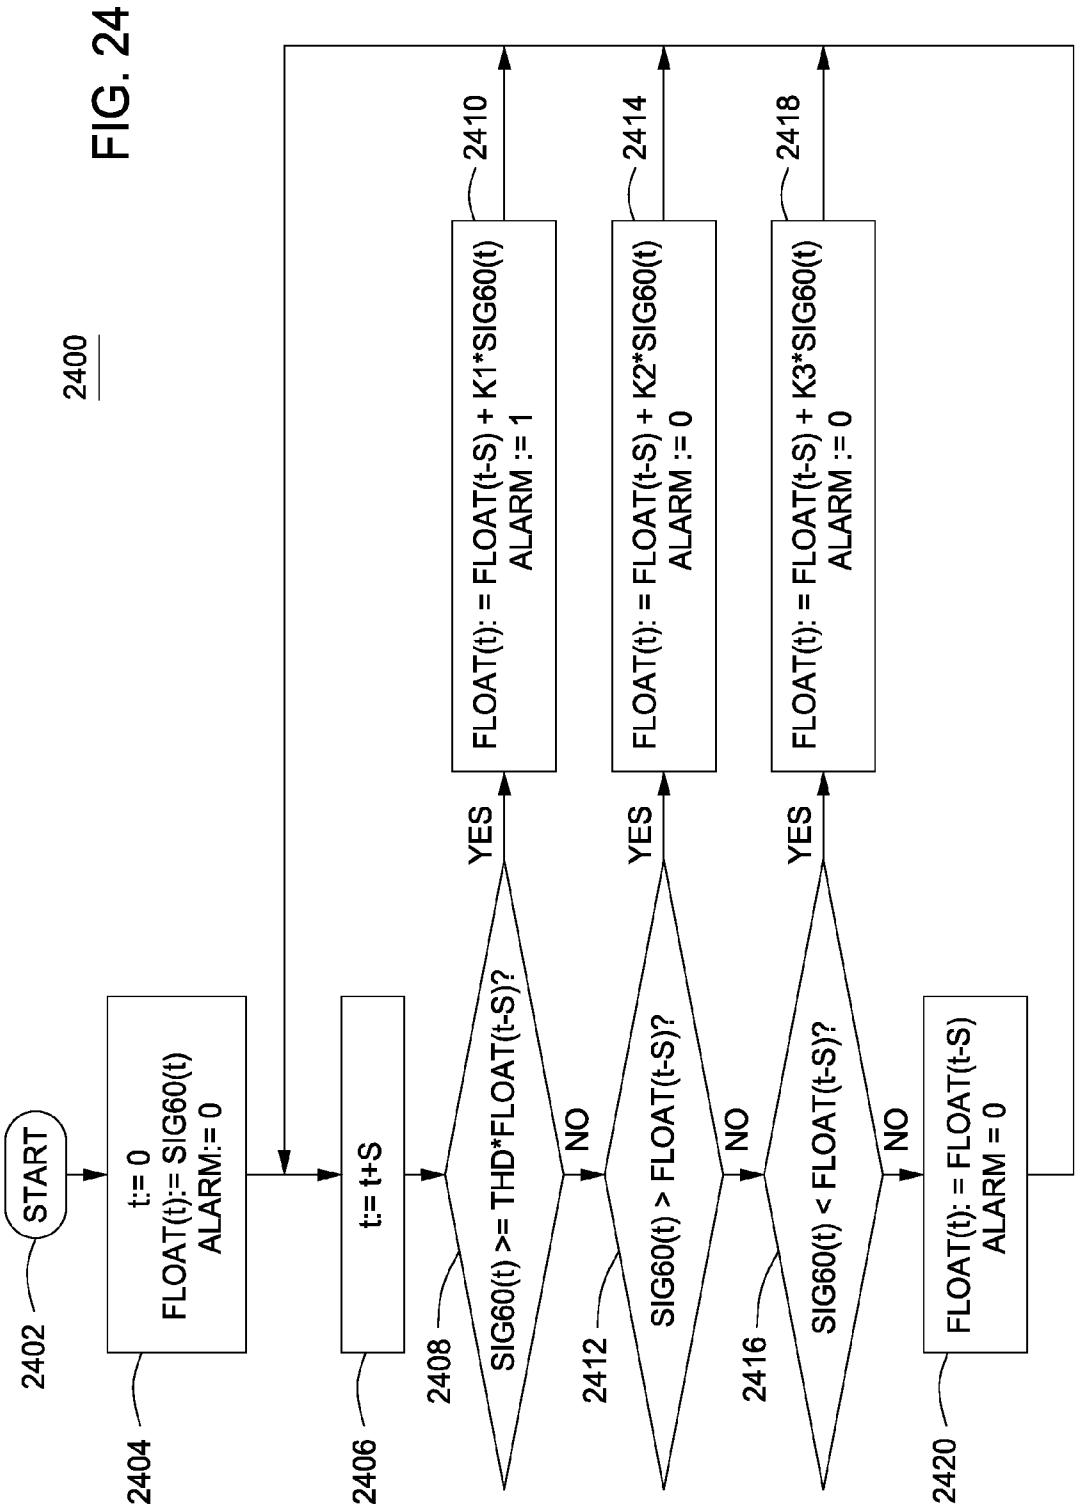 FIG. 24
2400
START
2402
t:= 0
FLOAT(t):= SIG60(t)
ALARM:= 0
2404
t:= t+S
2406
SIG60(t) >= THD*FLOAT(t-S)?
2408
YES
FLOAT(t): = FLOAT(t-S) + K1*SIG60(t)
ALARM := 1
2410
NO
SIG60(t) > FLOAT(t-S)?
2412
YES
FLOAT(t): = FLOAT(t-S) + K2*SIG60(t)
ALARM := 0
2414
NO
SIG60(t) < FLOAT(t-S)?
2416
YES
FLOAT(t): = FLOAT(t-S) + K3*SIG60(t)
ALARM := 0
2418
NO
FLOAT(t): = FLOAT(t-S)
ALARM = 0
2420